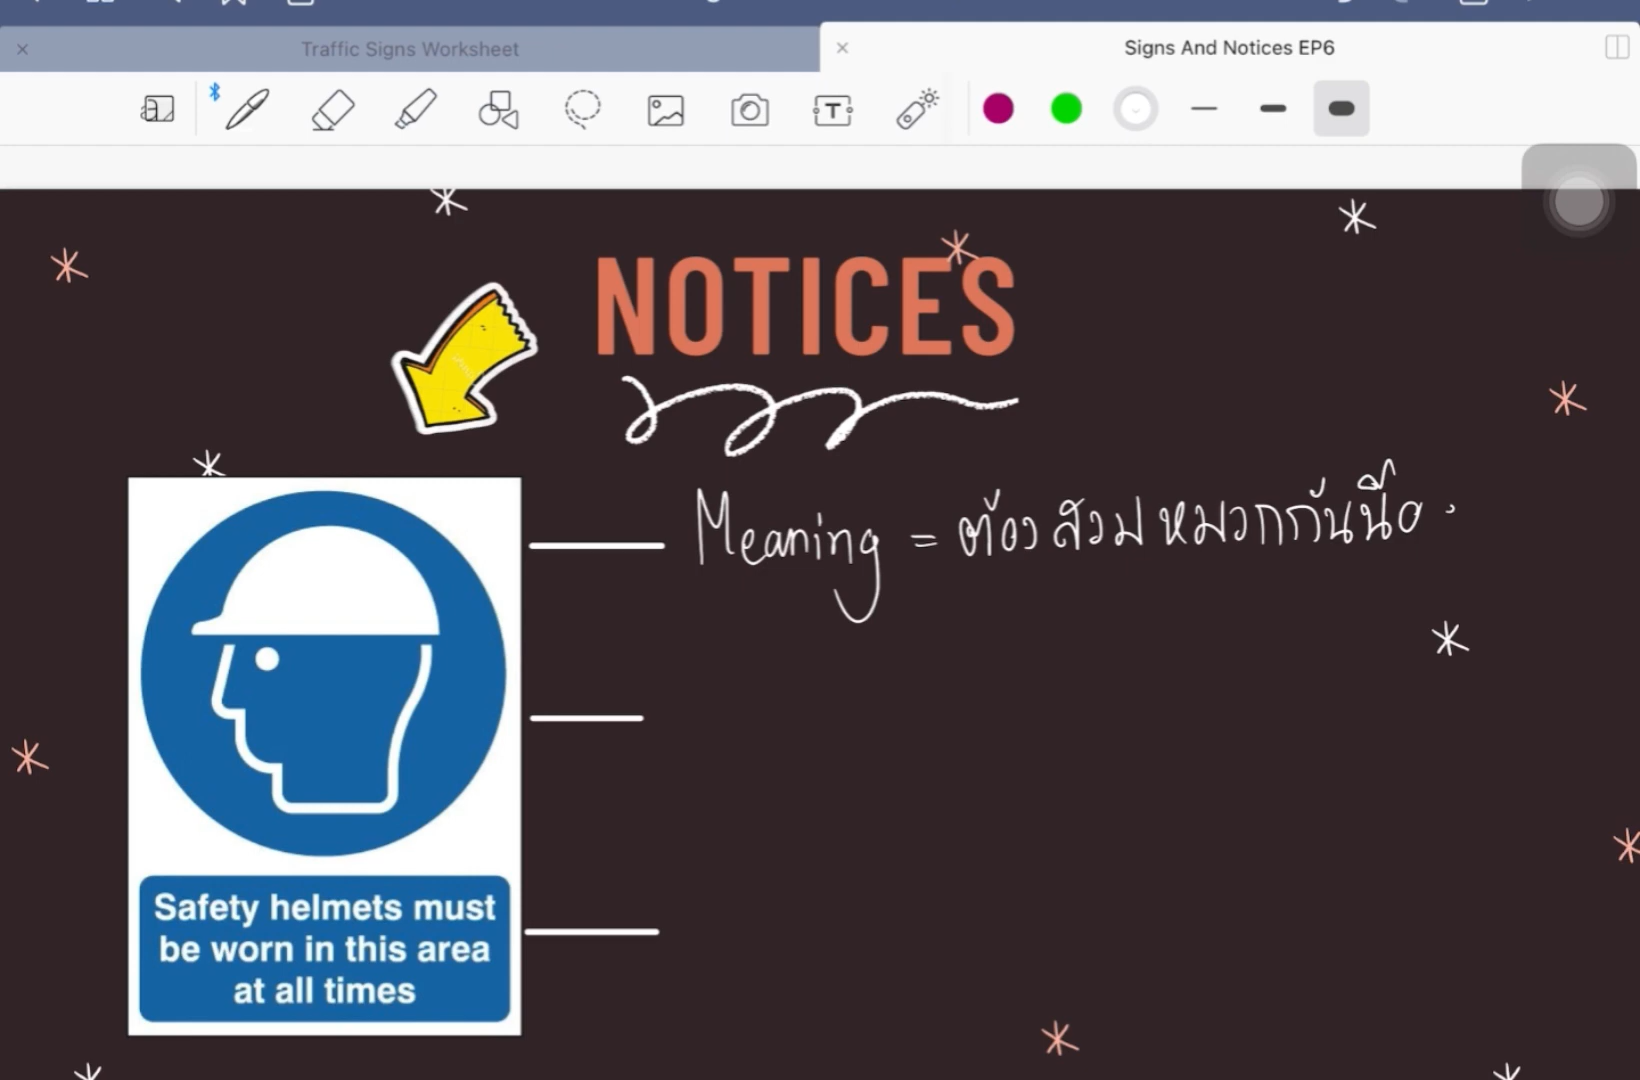 Traffic Signs Worksheet
Signs And Notices EP6
NOTICES
Meaning = ต้องสวมหมวกกันน็อ
Safety helmets must
be worn in this area
at all times